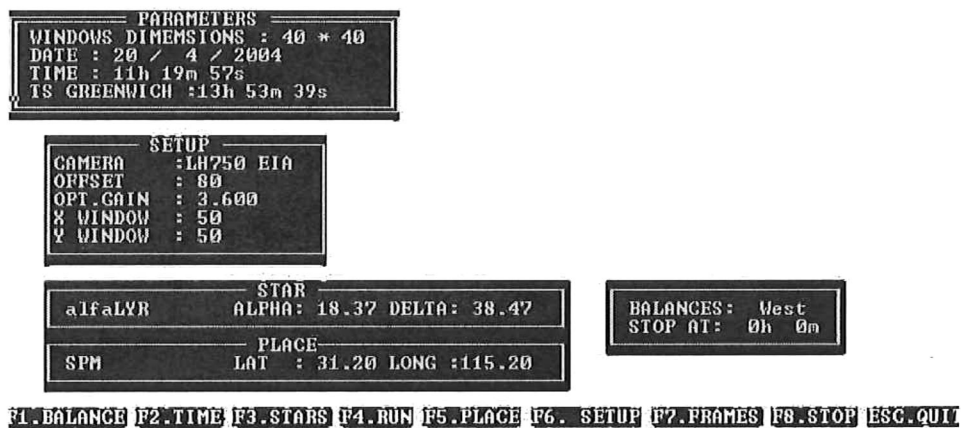 PARAMETERS
WINDOWS DIMEMSIONS : 40 * 40
DATE : 20 / 4 / 2004
TIME : 11h 19m 57s
TS GREENWICH :13h 53m 39s
SETUP
CAMERA :LH750 EIA
OFFSET : 80
OPT.GAIN : 3.600
X WINDOW : 50
Y WINDOW : 50
STAR
alfaLYR ALPHA: 18.37 DELTA: 38.47
BALANCES: West
STOP AT: 0h 0m
PLACE
SPM LAT : 31.20 LONG :115.20
F1.BALANCE F2.TIME F3.STARS F4.RUN F5.PLACE F6. SETUP F7.FRAMES F8.STOP ESC.QUIT